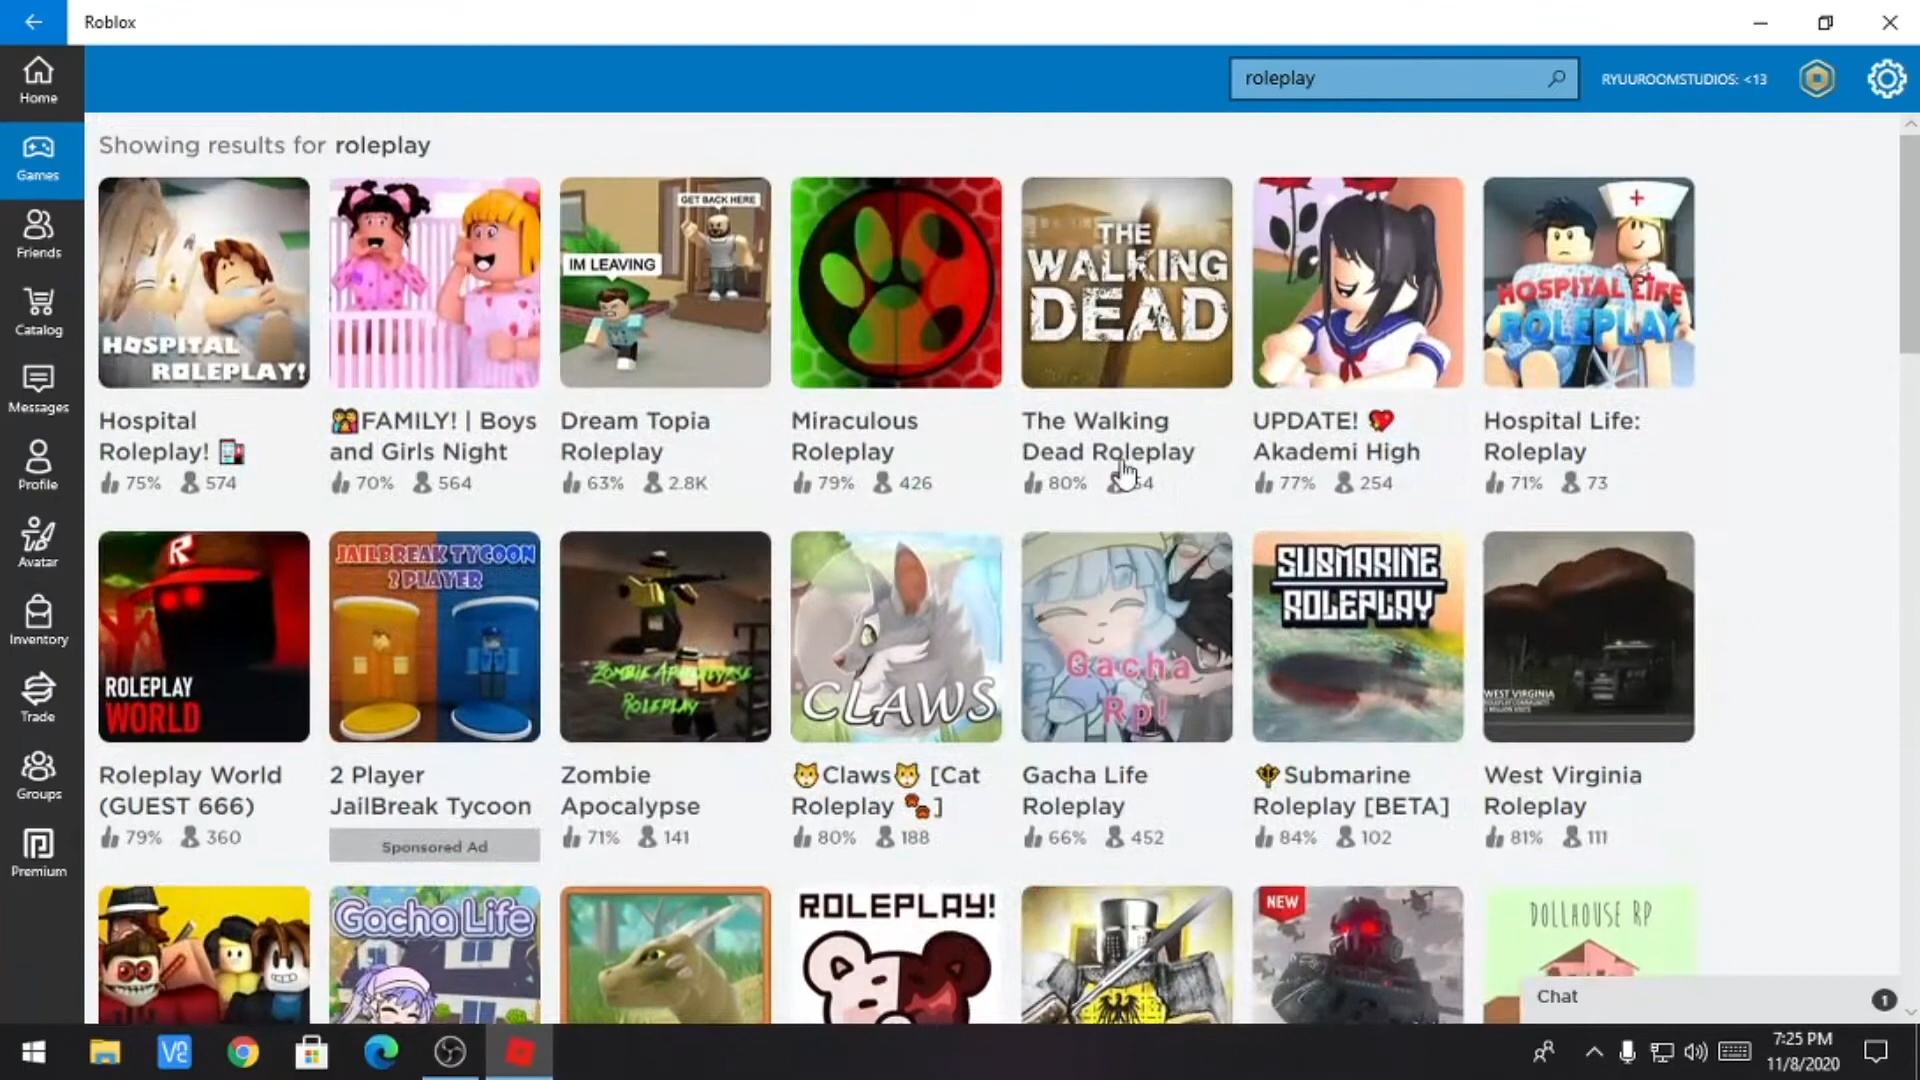 Roblox
roleplay
RYUUROOMSTUDIOS: <13
Home
Games
Friends
Catalog
Messages
Profile
Avatar
Inventory
Trade
Groups
Premium
Showing results for roleplay
HOSPITAL
ROLEPLAY!
GET BACK HERE
IM LEAVING
THE
WALKING
DEAD
HOSPITAL LIFE
ROLEPLAY
Hospital
Roleplay!
75% 574
FAMILY! | Boys
and Girls Night
70% 564
Dream Topia
Roleplay
63% 2.8K
Miraculous
Roleplay
79% 426
The Walking
Dead Roleplay
80% 54
UPDATE! 💖
Akademi High
77% 254
Hospital Life:
Roleplay
71% 73
ROLEPLAY
WORLD
JAILBREAK TYCOON
2 PLAYER
ZOMBIE APOCALYPSE
ROLEPLAY
CLAWS
Gacha
Rp!
SUBMARINE
ROLEPLAY
WEST VIRGINIA
Roleplay World
(GUEST 666)
79% 360
2 Player
JailBreak Tycoon
Sponsored Ad
Zombie
Apocalypse
71% 141
🐱Claws🐱 [Cat
Roleplay 🐾]
80% 188
Gacha Life
Roleplay
66% 452
🔱Submarine
Roleplay [BETA]
84% 102
West Virginia
Roleplay
81% 111
Gacha Life
ROLEPLAY!
NEW
DOLLHOUSE RP
Chat
1
V2
7:25 PM
11/8/2020